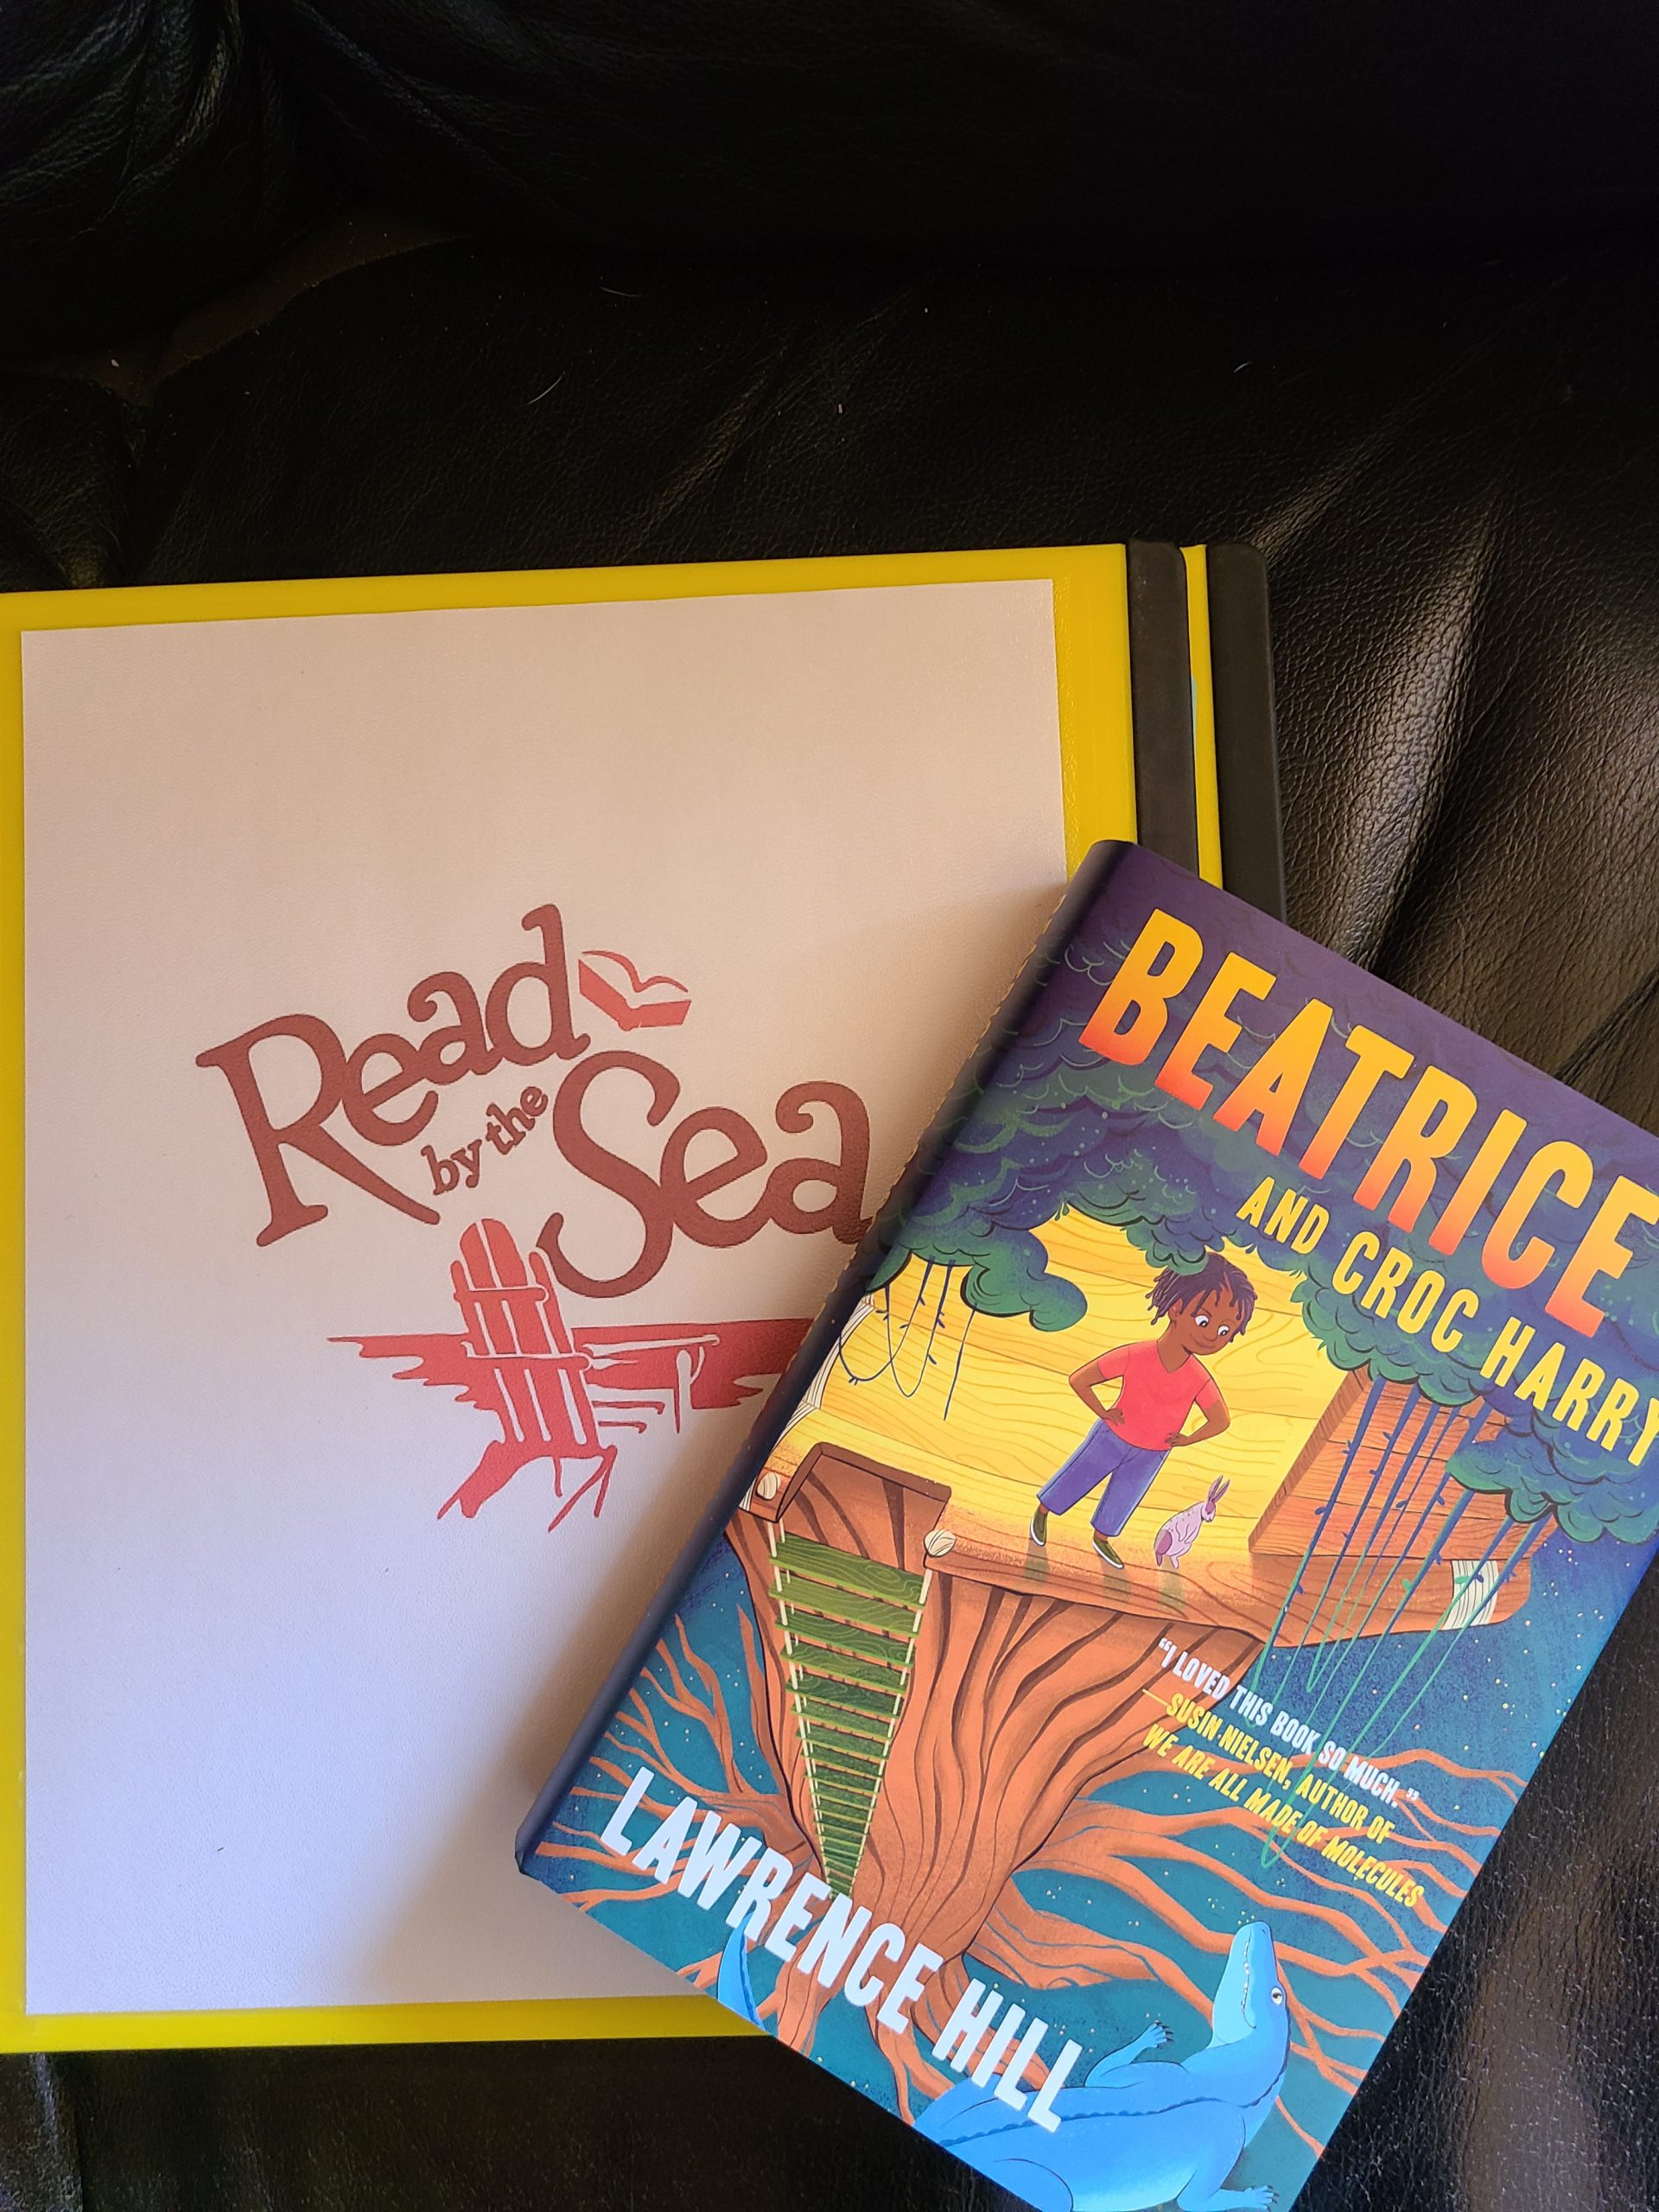 Read
by the
Sea
BEATRICE
AND CROC HARRY
"I LOVED THIS BOOK SO MUCH."
—SUSIN NIELSEN, AUTHOR OF
WE ARE ALL MADE OF MOLECULES
LAWRENCE HILL